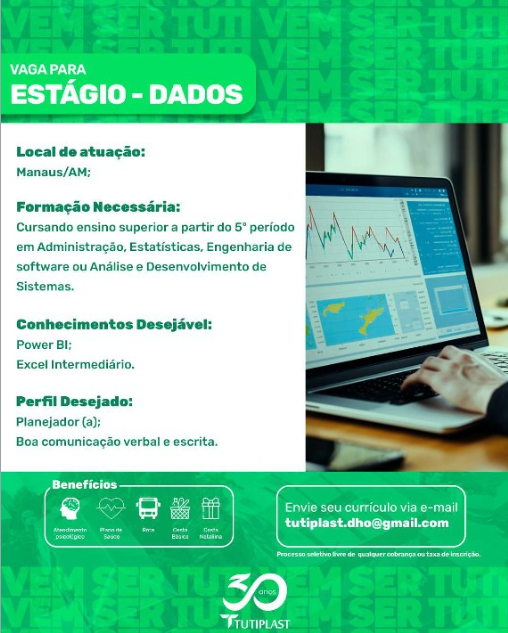 VEM SER TUTI
VAGA PARA
ESTÁGIO - DADOS
Local de atuação:
Manaus/AM;
Formação Necessária:
Cursando ensino superior a partir do 5º período
em Administração, Estatísticas, Engenharia de
software ou Análise e Desenvolvimento de
Sistemas.
Conhecimentos Desejável:
Power BI;
Excel Intermediário.
Perfil Desejado:
Planejador (a);
Boa comunicação verbal e escrita.
Benefícios
Atendimento psicológico
Plano de Saúde
Rota
Cesta Básica
Cesta Natalina
Envie seu currículo via e-mail
tutiplast.dho@gmail.com
Processo seletivo livre de qualquer cobrança ou taxa de inscrição.
VEM SER TUTI
30 anos
TUTIPLAST